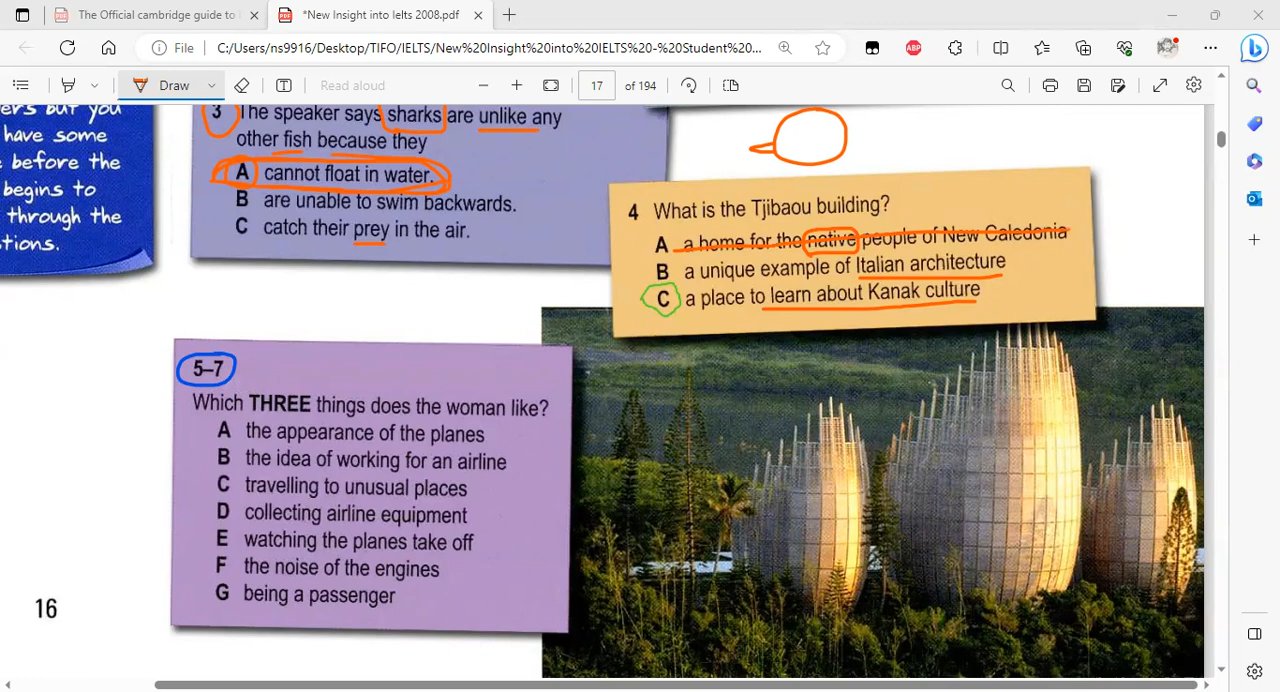 The Official cambridge guide to
*New Insight into Ielts 2008.pdf
File
C:/Users/ns9916/Desktop/TIFO/IELTS/New%20Insight%20into%20IELTS%20-%20Student%20...
ABP
Draw
Read aloud
17 of 194
ers but you
have some
e before the
begins to
through the
tions.
3 The speaker says sharks are unlike any
other fish because they
A cannot float in water.
B are unable to swim backwards.
C catch their prey in the air.
4 What is the Tjibaou building?
A a home for the native people of New Caledonia
B a unique example of Italian architecture
C a place to learn about Kanak culture
5–7
Which THREE things does the woman like?
A the appearance of the planes
B the idea of working for an airline
C travelling to unusual places
D collecting airline equipment
E watching the planes take off
F the noise of the engines
G being a passenger
16